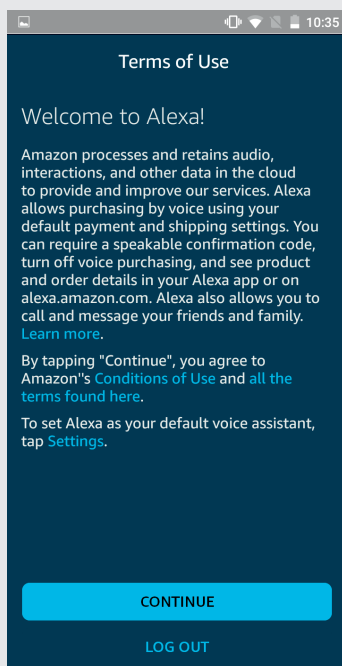 10:35
Terms of Use
Welcome to Alexa!
Amazon processes and retains audio,
interactions, and other data in the cloud
to provide and improve our services. Alexa
allows purchasing by voice using your
default payment and shipping settings. You
can require a speakable confirmation code,
turn off voice purchasing, and see product
and order details in your Alexa app or on
alexa.amazon.com. Alexa also allows you to
call and message your friends and family.
Learn more.
By tapping "Continue", you agree to
Amazon"s Conditions of Use and all the
terms found here.
To set Alexa as your default voice assistant,
tap Settings.
CONTINUE
LOG OUT